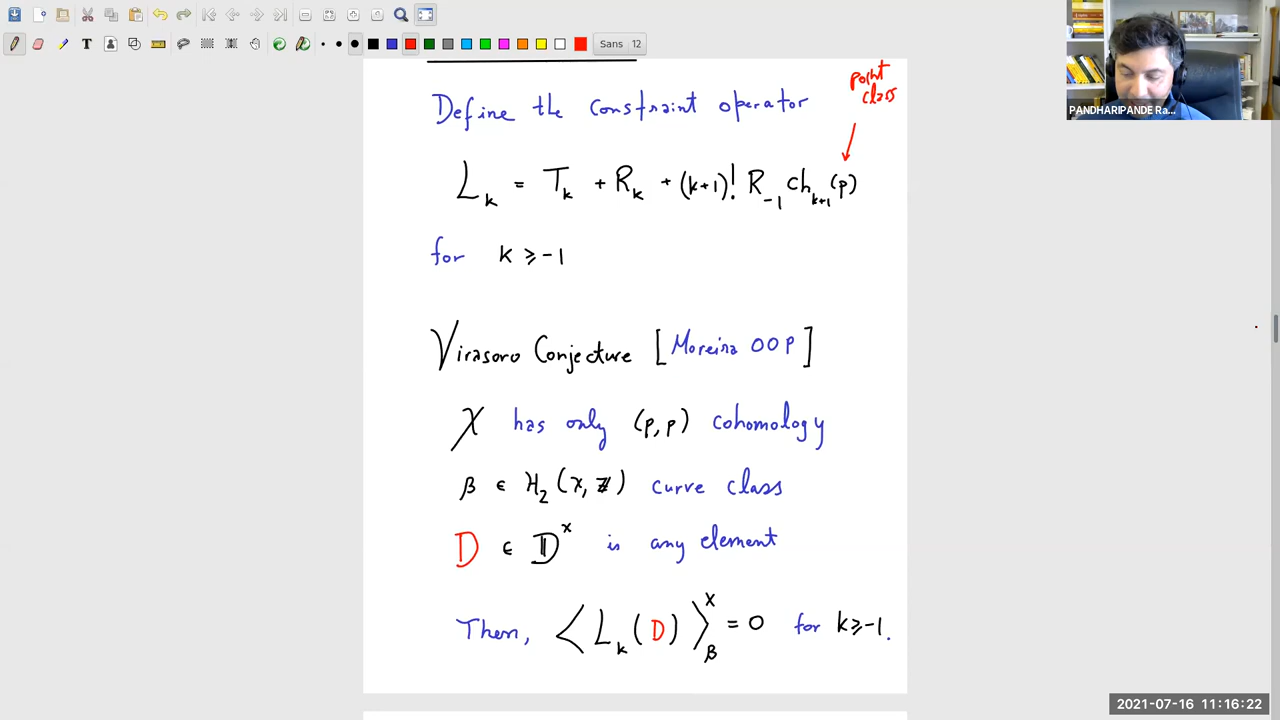 Sans 12
point
class
Define the constraint operator
L_k = T_k + R_k + (k+1)! R_{-1} ch_{k+1}(p)
for k ≥ -1
Virasoro Conjecture [Moreira OOP]
X has only (p,p) cohomology
β ∈ H_2(X, ℤ) curve class
D ∈ 𝔻^X is any element
Then, ⟨L_k(D)⟩^X_β = 0 for k ≥ -1.
PANDHARIPANDE Ra...
2021-07-16 11:16:22